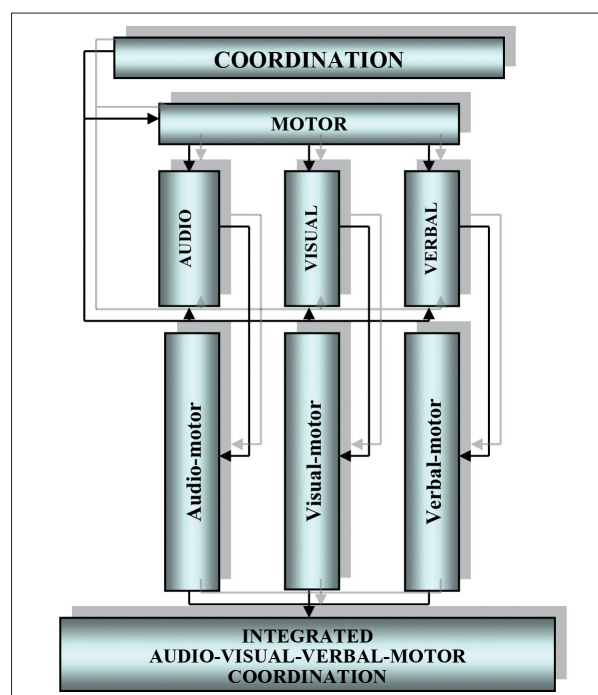 COORDINATION
MOTOR
AUDIO
VISUAL
VERBAL
Audio-motor
Visual-motor
Verbal-motor
INTEGRATED
AUDIO-VISUAL-VERBAL-MOTOR
COORDINATION